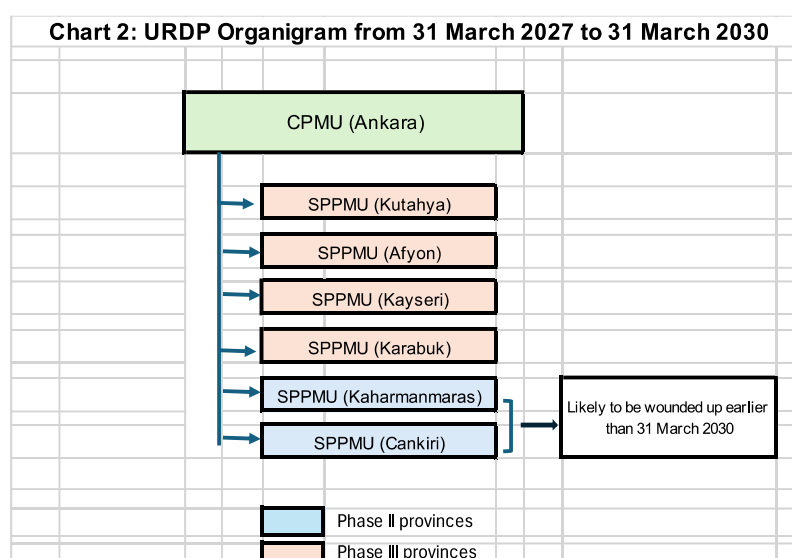 Chart 2: URDP Organigram from 31 March 2027 to 31 March 2030
CPMU (Ankara)
SPPMU (Kutahya)
SPPMU (Afyon)
SPPMU (Kayseri)
SPPMU (Karabuk)
SPPMU (Kaharmanmaras)
SPPMU (Cankiri)
Likely to be wounded up earlier
than 31 March 2030
Phase II provinces
Phase III provinces